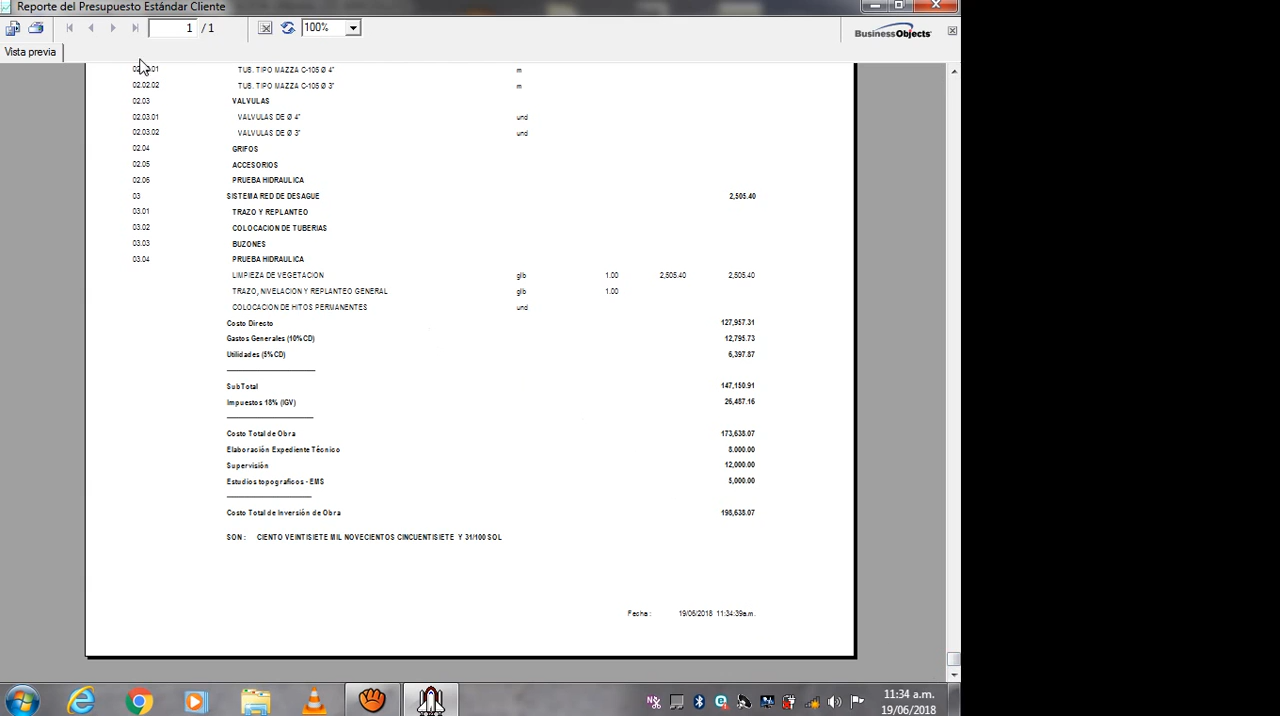 Reporte del Presupuesto Estándar Cliente
1 / 1
100%
BusinessObjects
Vista previa
TUB. TIPO MAZZA C-105 Ø 4" m
02.02.02 TUB. TIPO MAZZA C-105 Ø 3" m
02.03 VALVULAS
02.03.01 VALVULAS DE Ø 4" und
02.03.02 VALVULAS DE Ø 3" und
02.04 GRIFOS
02.05 ACCESORIOS
02.06 PRUEBA HIDRAULICA
03 SISTEMA RED DE DESAGUE 2,505.40
03.01 TRAZO Y REPLANTEO
03.02 COLOCACION DE TUBERIAS
03.03 BUZONES
03.04 PRUEBA HIDRAULICA
LIMPIEZA DE VEGETACION glb 1.00 2,505.40 2,505.40
TRAZO, NIVELACION Y REPLANTEO GENERAL glb 1.00
COLOCACION DE HITOS PERMANENTES und
Costo Directo 127,957.31
Gastos Generales (10%CD) 12,795.73
Utilidades (5%CD) 6,397.87
SubTotal 147,150.91
Impuestos 18% (IGV) 26,487.16
Costo Total de Obra 173,638.07
Elaboración Expediente Técnico 8.000.00
Supervisión 12,000.00
Estudios topograficos - EMS 5,000.00
Costo Total de Inversión de Obra 198,638.07
SON : CIENTO VEINTISIETE MIL NOVECIENTOS CINCUENTISIETE Y 31/100 SOL
Fecha : 19/06/2018 11:34:39a.m.
11:34 a.m.
19/06/2018